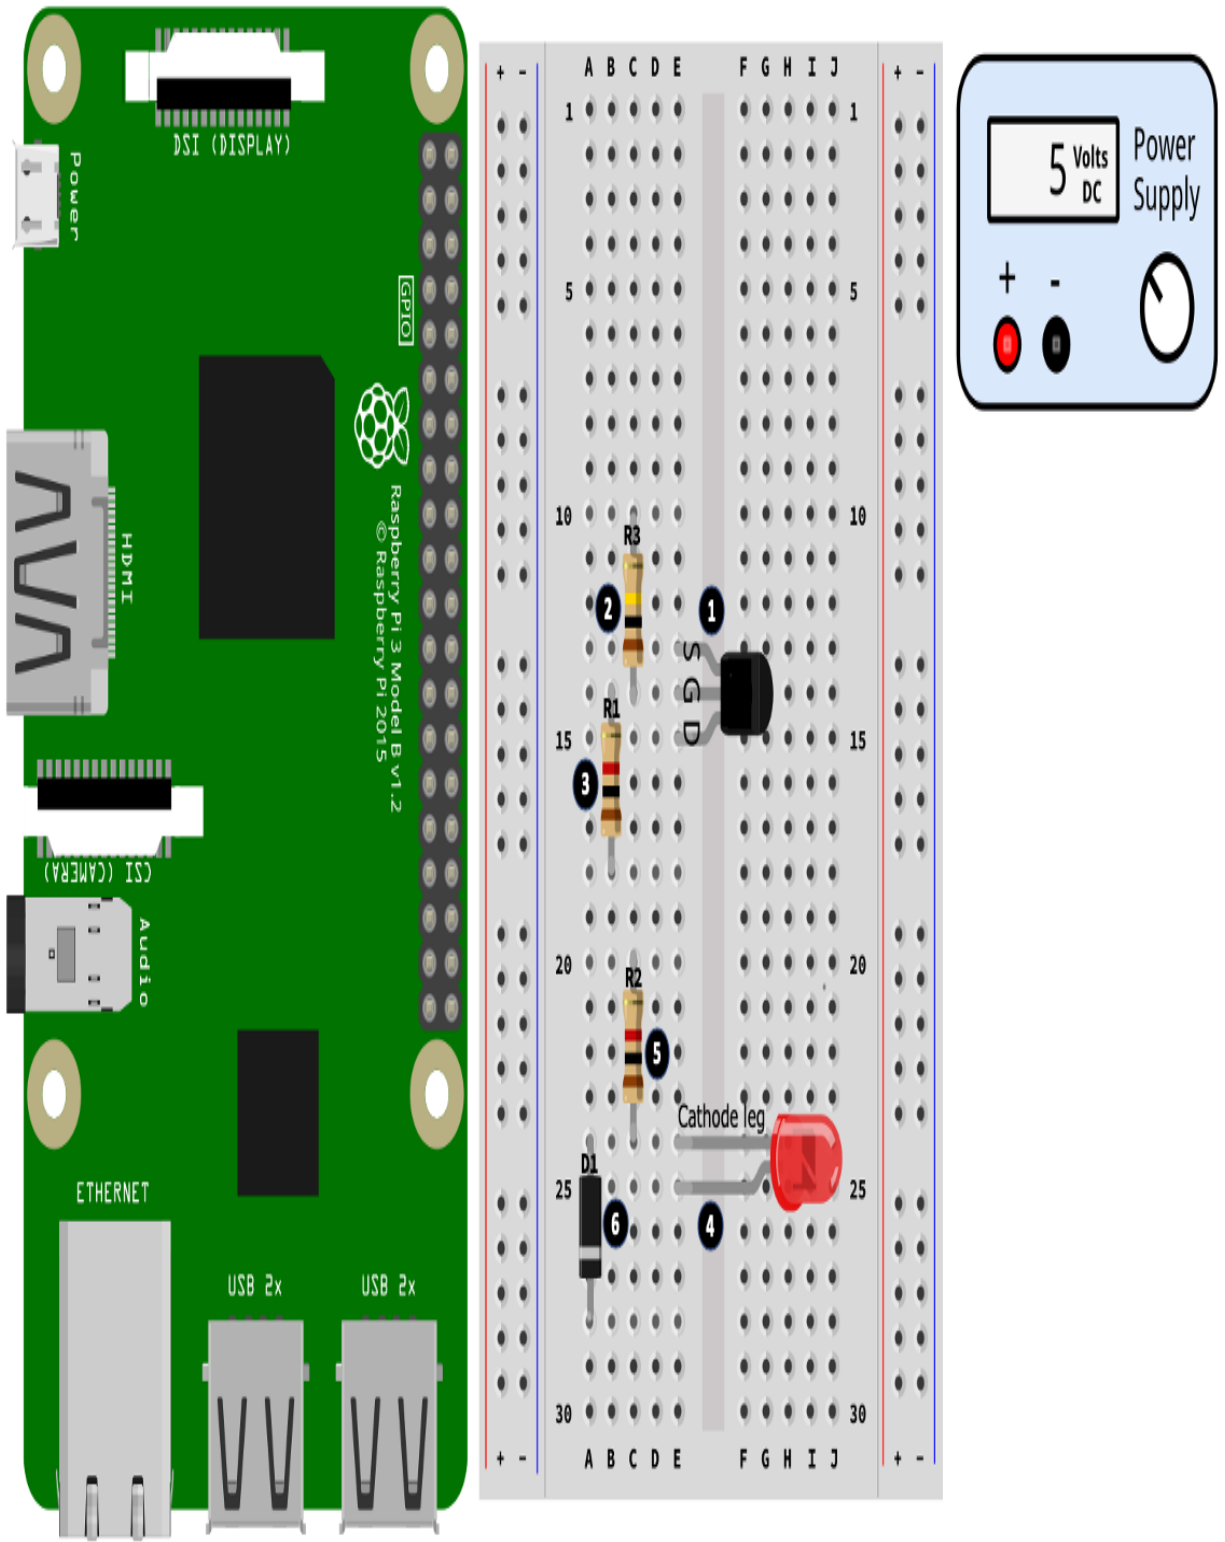 DSI (DISPLAY)
Power
GPIO
HDMI
Raspberry Pi 3 Model B v1.2
© Raspberry Pi 2015
CSI (CAMERA)
Audio
ETHERNET
USB 2x
USB 2x
+ -
A B C D E
F G H I J
+ -
1
1
5
5
10
10
R3
2
1
S
G
D
R1
15
15
3
20
20
R2
5
Cathode leg
D1
25
25
6
4
30
30
+ -
A B C D E
F G H I J
+ -
5 Volts
DC
Power
Supply
+ -